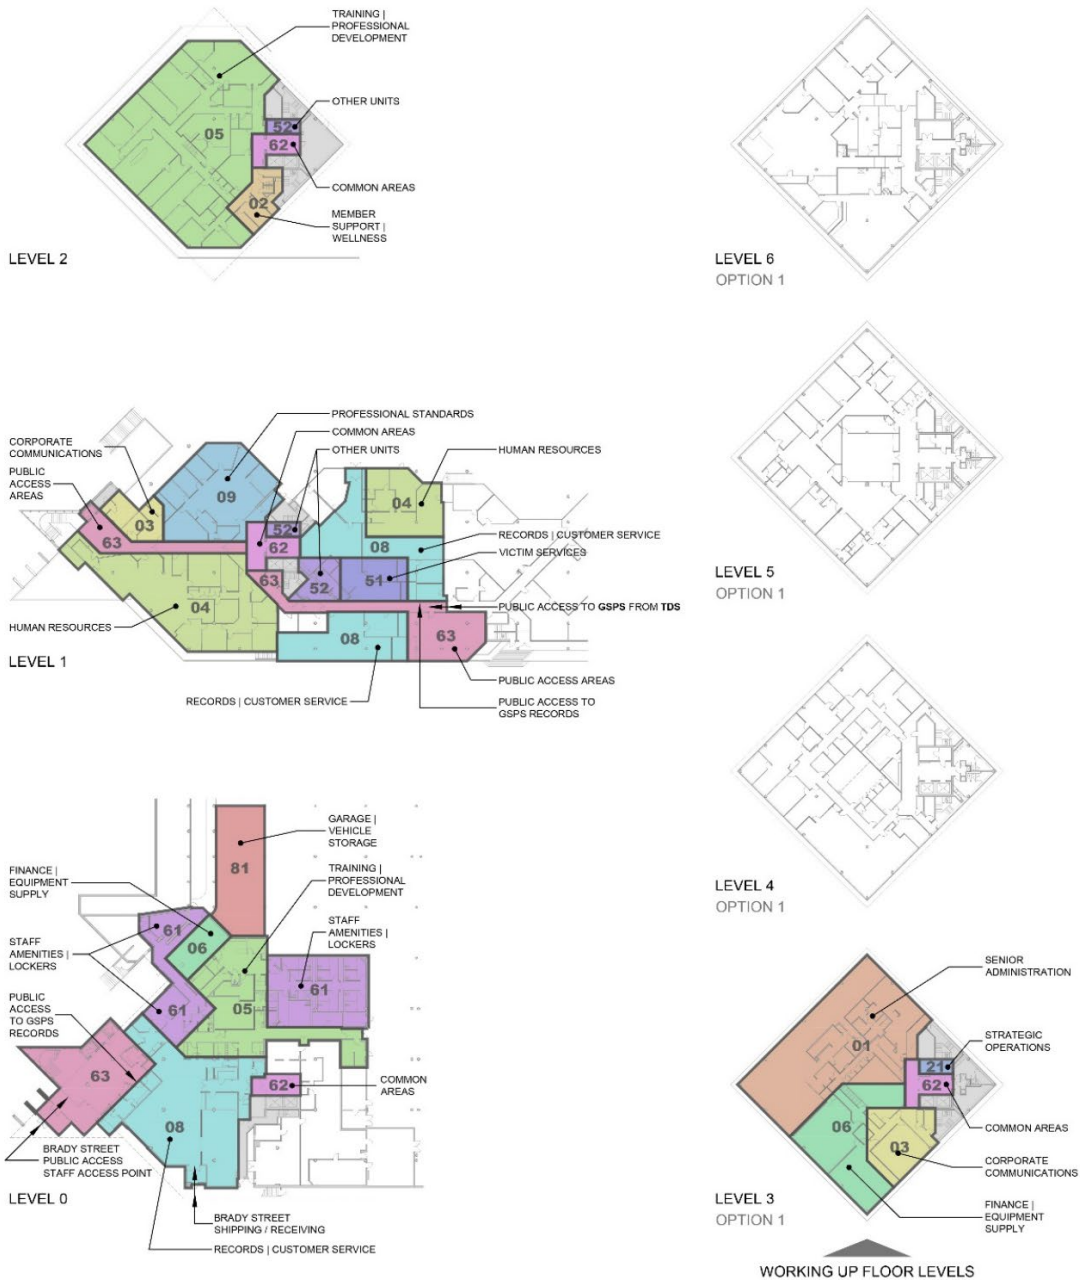 TRAINING |
PROFESSIONAL
DEVELOPMENT
OTHER UNITS
05
52
62
COMMON AREAS
02
MEMBER
SUPPORT |
WELLNESS
LEVEL 2
PROFESSIONAL STANDARDS
COMMON AREAS
OTHER UNITS
CORPORATE
COMMUNICATIONS
PUBLIC
ACCESS
AREAS
HUMAN RESOURCES
09
04
03
52
63
62
08
RECORDS | CUSTOMER SERVICE
VICTIM SERVICES
63
52
51
04
PUBLIC ACCESS TO GSPS FROM TDS
HUMAN RESOURCES
08
63
LEVEL 1
PUBLIC ACCESS AREAS
RECORDS | CUSTOMER SERVICE
PUBLIC ACCESS TO
GSPS RECORDS
GARAGE |
VEHICLE
STORAGE
81
FINANCE |
EQUIPMENT
SUPPLY
TRAINING |
PROFESSIONAL
DEVELOPMENT
STAFF
AMENITIES |
LOCKERS
61
06
STAFF
AMENITIES |
LOCKERS
61
61
05
PUBLIC
ACCESS
TO GSPS
RECORDS
63
62
COMMON
AREAS
08
BRADY STREET
PUBLIC ACCESS
STAFF ACCESS POINT
LEVEL 0
BRADY STREET
SHIPPING / RECEIVING
RECORDS | CUSTOMER SERVICE
LEVEL 6
OPTION 1
LEVEL 5
OPTION 1
LEVEL 4
OPTION 1
SENIOR
ADMINISTRATION
01
STRATEGIC
OPERATIONS
21
62
06
COMMON AREAS
03
CORPORATE
COMMUNICATIONS
LEVEL 3
OPTION 1
FINANCE |
EQUIPMENT
SUPPLY
WORKING UP FLOOR LEVELS